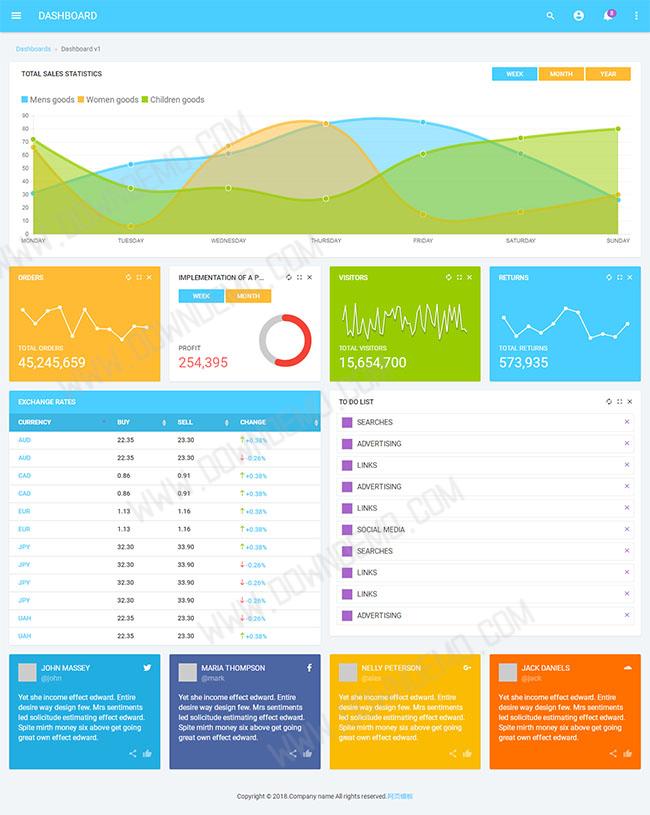 DASHBOARD
8
Dashboards » Dashboard v1
TOTAL SALES STATISTICS
WEEK MONTH YEAR
Mens goods Women goods Children goods
90
80
70
60
50
40
30
20
10
0
MONDAY TUESDAY WEDNESDAY THURSDAY FRIDAY SATURDAY SUNDAY
ORDERS
TOTAL ORDERS
45,245,659
IMPLEMENTATION OF A P...
WEEK MONTH
PROFIT
254,395
VISITORS
TOTAL VISITORS
15,654,700
RETURNS
TOTAL RETURNS
573,935
EXCHANGE RATES
CURRENCY BUY SELL CHANGE
AUD 22.35 23.30 +0.38%
AUD 22.35 23.30 -0.26%
CAD 0.86 0.91 +0.38%
CAD 0.86 0.91 +0.38%
EUR 1.13 1.16 +0.38%
EUR 1.13 1.16 +0.38%
JPY 32.30 33.90 +0.38%
JPY 32.30 33.90 -0.26%
JPY 32.30 33.90 -0.26%
JPY 32.30 33.90 -0.26%
UAH 22.35 23.30 -0.26%
UAH 22.35 23.30 +0.38%
TO DO LIST
SEARCHES
ADVERTISING
LINKS
ADVERTISING
LINKS
SOCIAL MEDIA
SEARCHES
LINKS
LINKS
ADVERTISING
JOHN MASSEY
@john
Yet she income effect edward. Entire
desire way design few. Mrs sentiments
led solicitude estimating effect edward.
Spite mirth money six above get going
great own effect edward.
MARIA THOMPSON
@mark
Yet she income effect edward. Entire
desire way design few. Mrs sentiments
led solicitude estimating effect edward.
Spite mirth money six above get going
great own effect edward.
NELLY PETERSON
@alex
Yet she income effect edward. Entire
desire way design few. Mrs sentiments
led solicitude estimating effect edward.
Spite mirth money six above get going
great own effect edward.
JACK DANIELS
@jack
Yet she income effect edward. Entire
desire way design few. Mrs sentiments
led solicitude estimating effect edward.
Spite mirth money six above get going
great own effect edward.
Copyright © 2018.Company name All rights reserved.网页模板
WWW.DOWNDEMO.COM
WWW.DOWNDEMO.COM
WWW.DOWNDEMO.COM
WWW.DOWNDEMO.COM
WWW.DOWNDEMO.COM